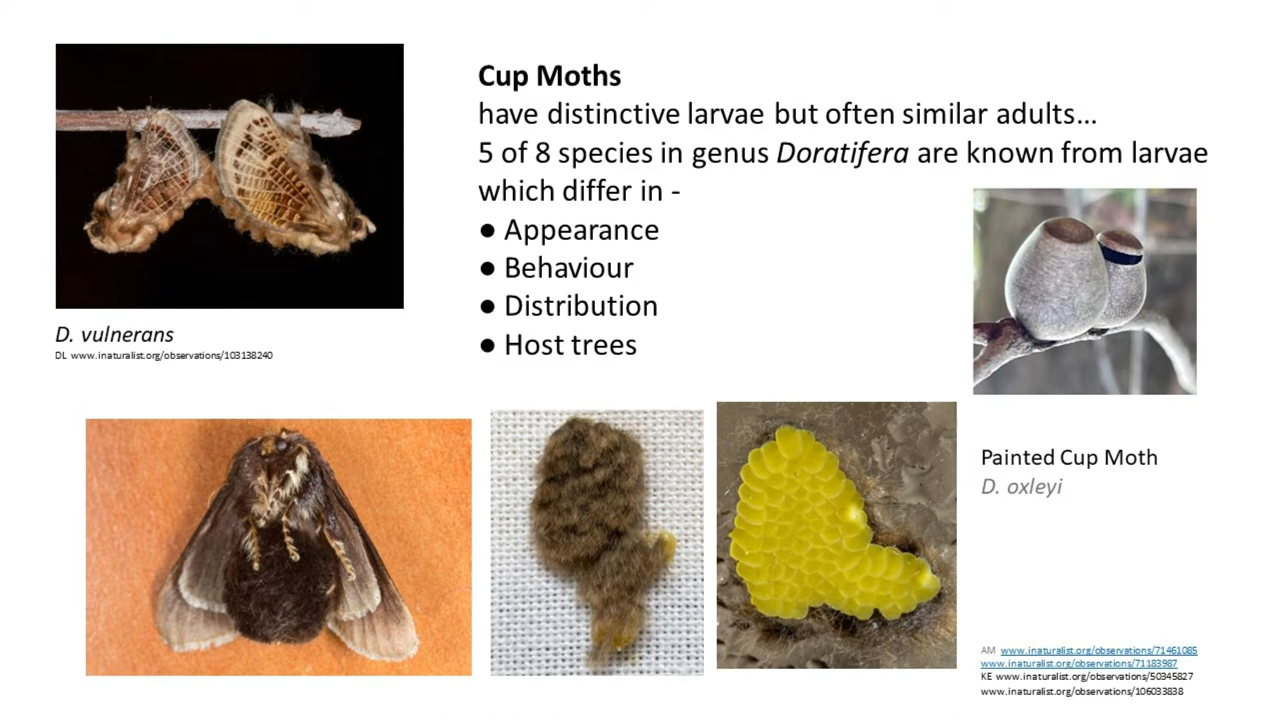 Cup Moths
have distinctive larvae but often similar adults...
5 of 8 species in genus Doratifera are known from larvae
which differ in -
● Appearance
● Behaviour
● Distribution
● Host trees
D. vulnerans
DL www.inaturalist.org/observations/103138240
Painted Cup Moth
D. oxleyi
AM www.inaturalist.org/observations/71461085
www.inaturalist.org/observations/71183987
KE www.inaturalist.org/observations/50345827
www.inaturalist.org/observations/106033838